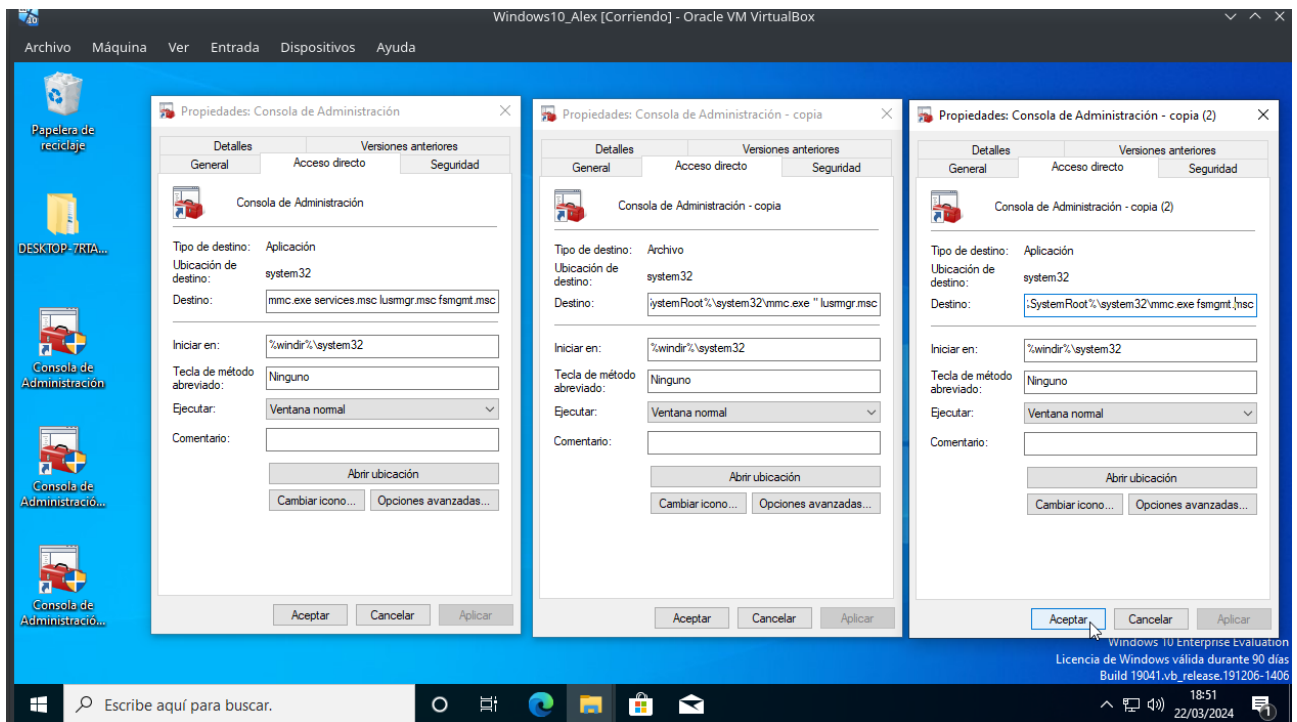 Windows10_Alex [Corriendo] - Oracle VM VirtualBox
Archivo Máquina Ver Entrada Dispositivos Ayuda
Papelera de
reciclaje
DESKTOP-7RTA...
Consola de
Administración
Consola de
Administració...
Consola de
Administració...
Propiedades: Consola de Administración
Detalles Versiones anteriores
General Acceso directo Seguridad
Consola de Administración
Tipo de destino: Aplicación
Ubicación de
destino: system32
Destino: mmc.exe services.msc lusrmgr.msc fsmgmt.msc
Iniciar en: %windir%\system32
Tecla de método
abreviado: Ninguno
Ejecutar: Ventana normal
Comentario:
Abrir ubicación
Cambiar icono... Opciones avanzadas...
Aceptar Cancelar Aplicar
Propiedades: Consola de Administración - copia
Detalles Versiones anteriores
General Acceso directo Seguridad
Consola de Administración - copia
Tipo de destino: Archivo
Ubicación de
destino: system32
Destino: SystemRoot%\system32\mmc.exe " lusrmgr.msc
Iniciar en: %windir%\system32
Tecla de método
abreviado: Ninguno
Ejecutar: Ventana normal
Comentario:
Abrir ubicación
Cambiar icono... Opciones avanzadas...
Aceptar Cancelar Aplicar
Propiedades: Consola de Administración - copia (2)
Detalles Versiones anteriores
General Acceso directo Seguridad
Consola de Administración - copia (2)
Tipo de destino: Aplicación
Ubicación de
destino: system32
Destino: %SystemRoot%\system32\mmc.exe fsmgmt.msc
Iniciar en: %windir%\system32
Tecla de método
abreviado: Ninguno
Ejecutar: Ventana normal
Comentario:
Abrir ubicación
Cambiar icono... Opciones avanzadas...
Aceptar Cancelar Aplicar
Windows 10 Enterprise Evaluation
Licencia de Windows válida durante 90 días
Build 19041.vb_release.191206-1406
Escribe aquí para buscar.
18:51
22/03/2024
1